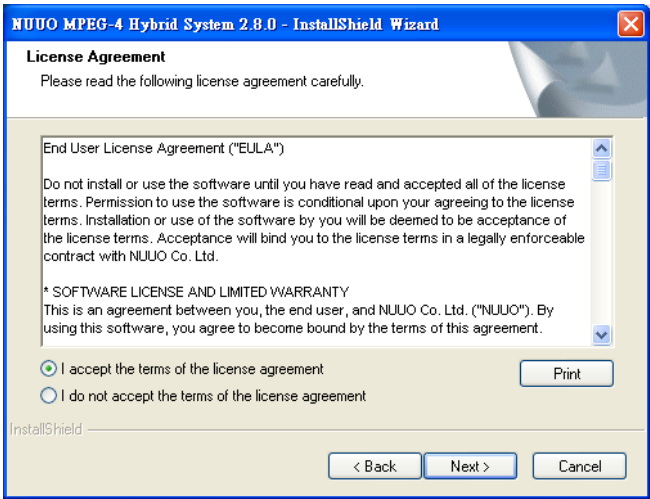 NUUO MPEG-4 Hybrid System 2.8.0 - InstallShield Wizard
License Agreement
Please read the following license agreement carefully.
End User License Agreement ("EULA")
Do not install or use the software until you have read and accepted all of the license
terms. Permission to use the software is conditional upon your agreeing to the license
terms. Installation or use of the software by you will be deemed to be acceptance of
the license terms. Acceptance will bind you to the license terms in a legally enforceable
contract with NUUO Co. Ltd.
* SOFTWARE LICENSE AND LIMITED WARRANTY
This is an agreement between you, the end user, and NUUO Co. Ltd. ("NUUO"). By
using this software, you agree to become bound by the terms of this agreement.
I accept the terms of the license agreement
Print
I do not accept the terms of the license agreement
InstallShield
< Back
Next >
Cancel